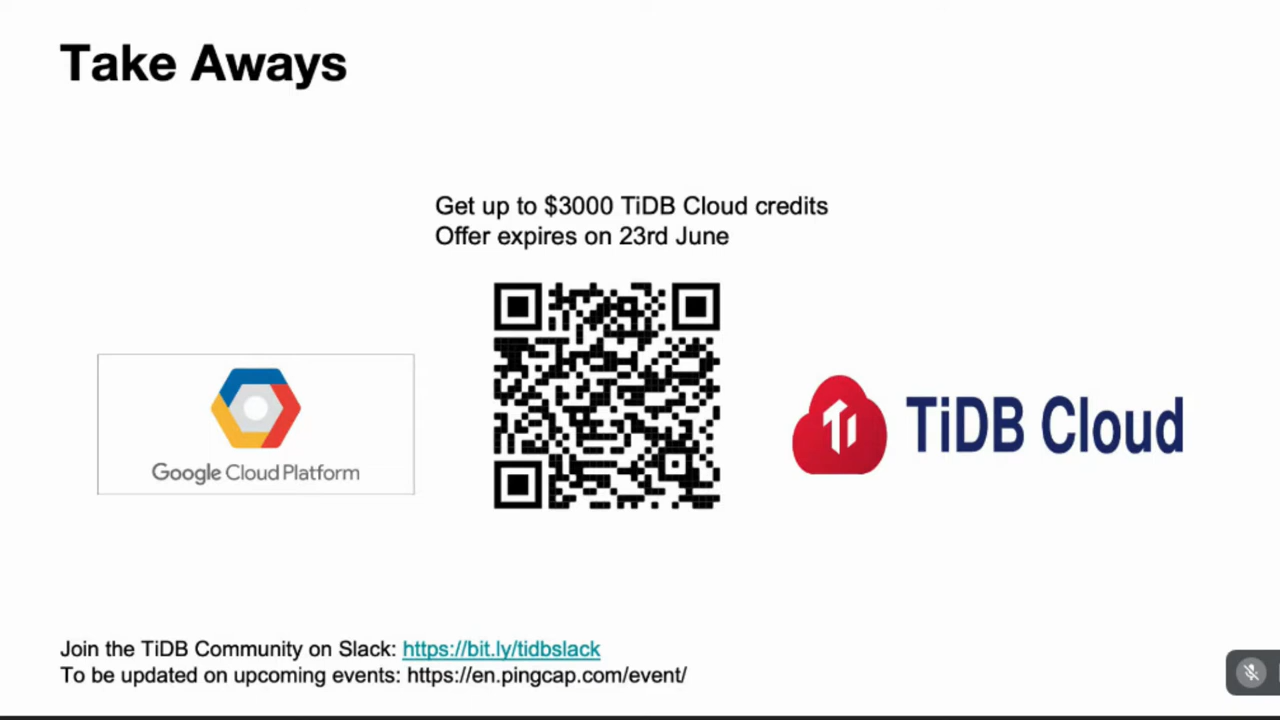 Take Aways
Get up to $3000 TiDB Cloud credits
Offer expires on 23rd June
Google Cloud Platform
Ti
TiDB Cloud
Join the TiDB Community on Slack: https://bit.ly/tidbslack
To be updated on upcoming events: https://en.pingcap.com/event/